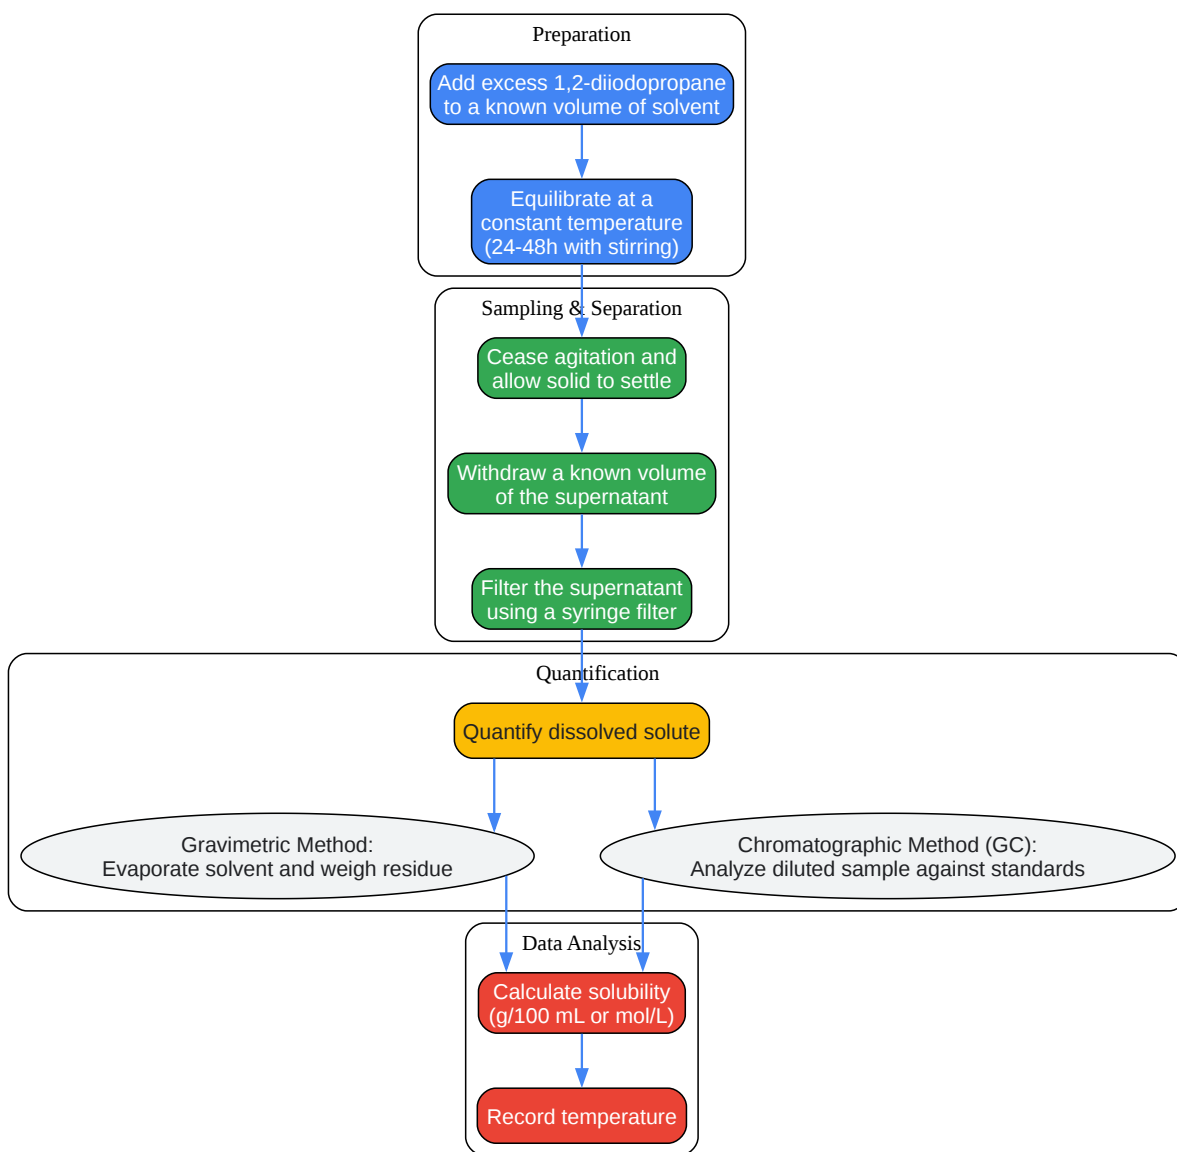 Preparation
Add excess 1,2-diiodopropane
to a known volume of solvent
Equilibrate at a
constant temperature
(24-48h with stirring)
Sampling & Separation
Cease agitation and
allow solid to settle
Withdraw a known volume
of the supernatant
Filter the supernatant
using a syringe filter
Quantification
Quantify dissolved solute
Gravimetric Method:
Evaporate solvent and weigh residue
Chromatographic Method (GC):
Analyze diluted sample against standards
Data Analysis
Calculate solubility
(g/100 mL or mol/L)
Record temperature